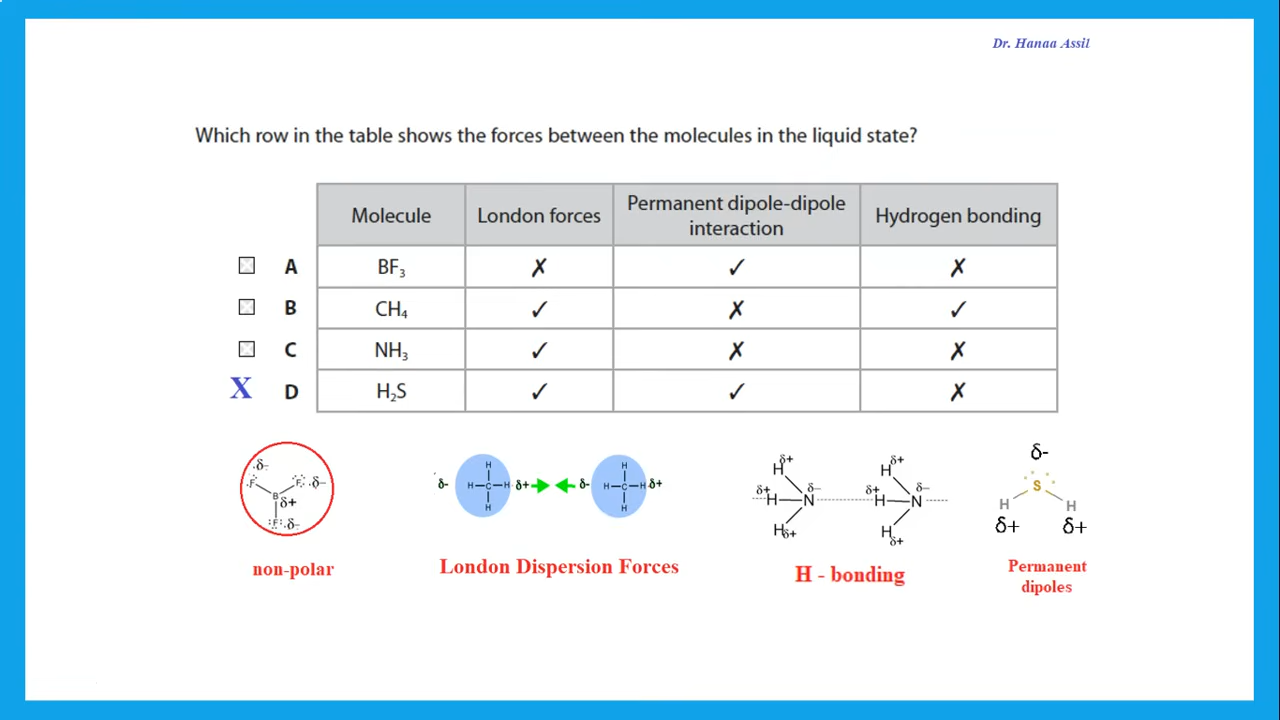 Dr. Hanaa Assil
Which row in the table shows the forces between the molecules in the liquid state?
Molecule London forces Permanent dipole-dipole interaction Hydrogen bonding
A BF₃ ✗ ✓ ✗
B CH₄ ✓ ✗ ✓
C NH₃ ✓ ✗ ✗
X D H₂S ✓ ✓ ✗
δ-
F F δ-
B δ+
F δ-
non-polar
H H
δ- H C H δ+ δ- H C H δ+
H H
London Dispersion Forces
δ+ δ+
H H
δ+ δ- δ+ δ-
H N H N
H δ+ H δ+
H - bonding
δ-
S
H H
δ+ δ+
Permanent
dipoles